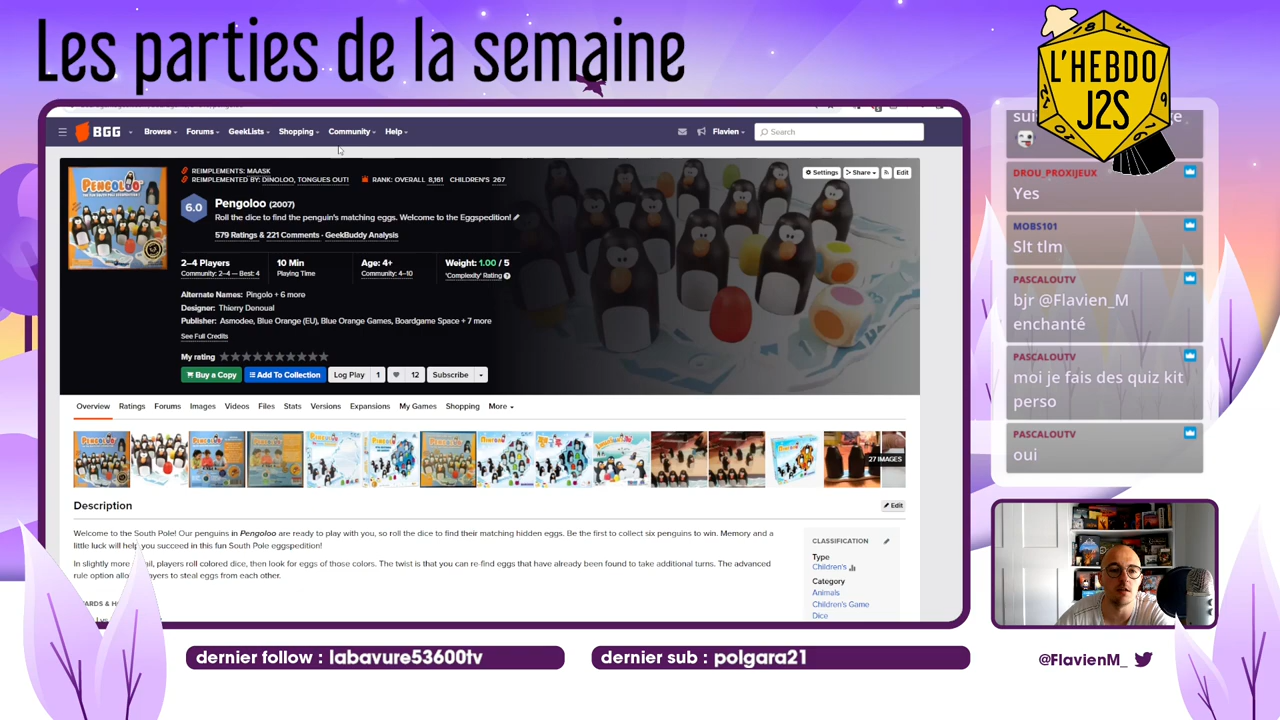 Les parties de la semaine
L'HEBDO
J2S
BGG
Browse
Forums
GeekLists
Shopping
Community
Help
Flavien
Search
REIMPLEMENTS: MAASK
REIMPLEMENTED BY: DINOLOO, TONGUES OUT!
RANK: OVERALL 8,161 CHILDREN'S 267
Settings
Share
Edit
6.0
Pengoloo (2007)
Roll the dice to find the penguin's matching eggs. Welcome to the Eggspedition!
579 Ratings & 221 Comments · GeekBuddy Analysis
2–4 Players
Community: 2–4 — Best: 4
10 Min
Playing Time
Age: 4+
Community: 4–10
Weight: 1.00 / 5
'Complexity' Rating
Alternate Names: Pingolo + 6 more
Designer: Thierry Denoual
Publisher: Asmodee, Blue Orange (EU), Blue Orange Games, Boardgame Space + 7 more
See Full Credits
My rating
Buy a Copy
Add To Collection
Log Play 1
12
Subscribe
Overview
Ratings
Forums
Images
Videos
Files
Stats
Versions
Expansions
My Games
Shopping
More
27 IMAGES
Description
Edit
Welcome to the South Pole! Our penguins in Pengoloo are ready to play with you, so roll the dice to find their matching hidden eggs. Be the first to collect six penguins to win. Memory and a
little luck will help you succeed in this fun South Pole eggspedition!
In slightly more players roll colored dice, then look for eggs of those colors. The twist is that you can re-find eggs that have already been found to take additional turns. The advanced
rule option to steal eggs from each other.
CLASSIFICATION
Type
Children's
Category
Animals
Children's Game
Dice
DROU_PROXIJEUX
Yes
MOBS101
Slt tlm
PASCALOUTV
bjr @Flavien_M
enchanté
PASCALOUTV
moi je fais des quiz kit
perso
PASCALOUTV
oui
dernier follow : labavure53600tv
dernier sub : polgara21
@FlavienM_